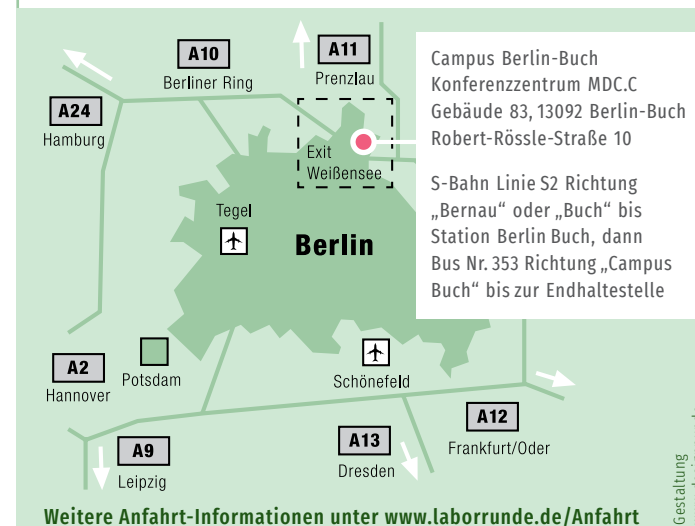 A10
Berliner Ring
A11
Prenzlau
A24
Hamburg
Campus Berlin-Buch
Konferenzzentrum MDC.C
Gebäude 83, 13092 Berlin-Buch
Robert-Rössle-Straße 10
S-Bahn Linie S2 Richtung
„Bernau“ oder „Buch“ bis
Station Berlin Buch, dann
Bus Nr. 353 Richtung „Campus
Buch“ bis zur Endhaltestelle
Exit
Weißensee
Tegel
Berlin
A2
Hannover
Potsdam
Schönefeld
A12
Frankfurt/Oder
A9
Leipzig
A13
Dresden
Weitere Anfahrt-Informationen unter www.laborrunde.de/Anfahrt
Gestaltung